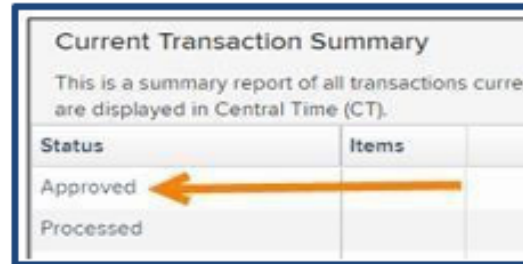 Current Transaction Summary
This is a summary report of all transactions curre
are displayed in Central Time (CT).
Status Items
Approved
Processed